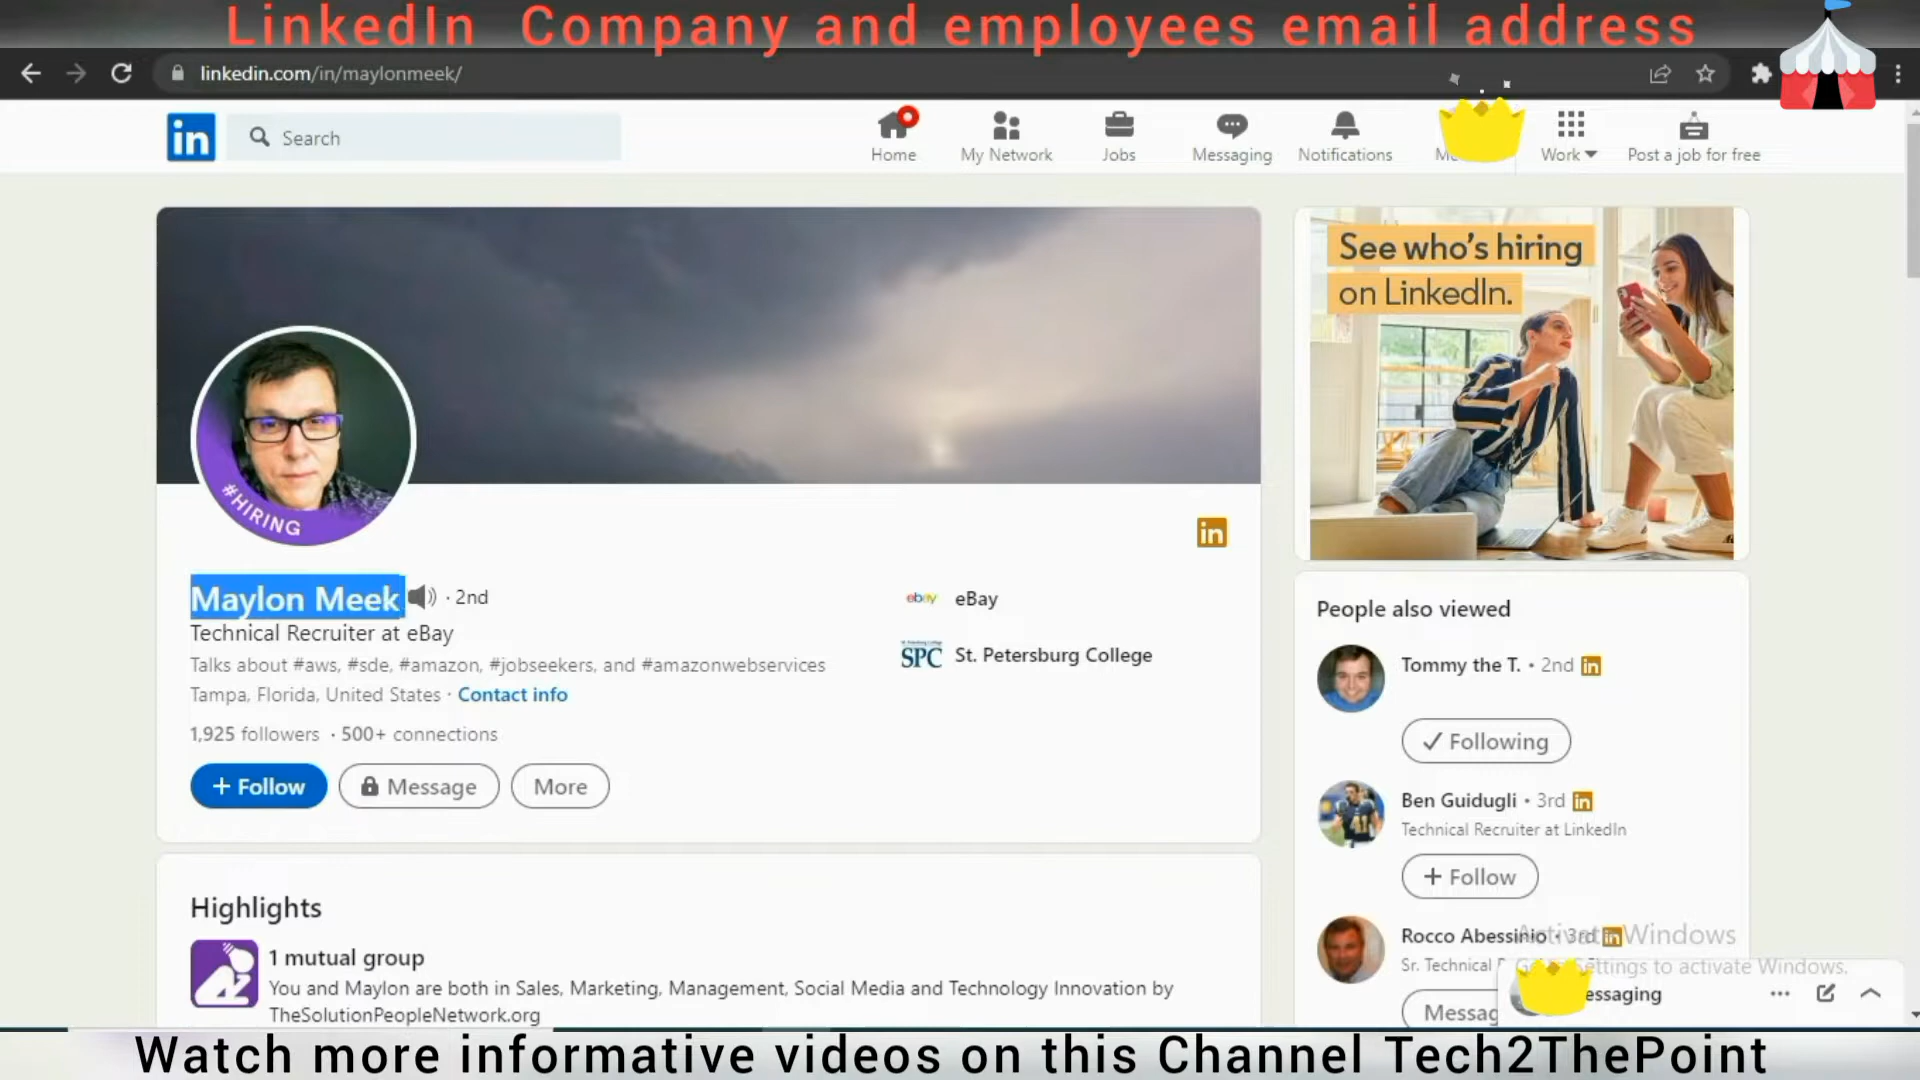 LinkedIn Company and employees email address
linkedin.com/in/maylonmeek/
in
Search
Home
My Network
Jobs
Messaging
Notifications
Work
Post a job for free
See who's hiring
on LinkedIn.
#HIRING
in
Maylon Meek · 2nd
Technical Recruiter at eBay
Talks about #aws, #sde, #amazon, #jobseekers, and #amazonwebservices
Tampa, Florida, United States · Contact info
1,925 followers · 500+ connections
+ Follow
Message
More
ebay eBay
SPC St. Petersburg College
Highlights
1 mutual group
You and Maylon are both in Sales, Marketing, Management, Social Media and Technology Innovation by
TheSolutionPeopleNetwork.org
People also viewed
Tommy the T. • 2nd in
Following
Ben Guidugli • 3rd in
Technical Recruiter at LinkedIn
+ Follow
Rocco Abessinio • 3rd in
Sr. Technical
Activate Windows
Go to Settings to activate Windows.
Watch more informative videos on this Channel Tech2ThePoint